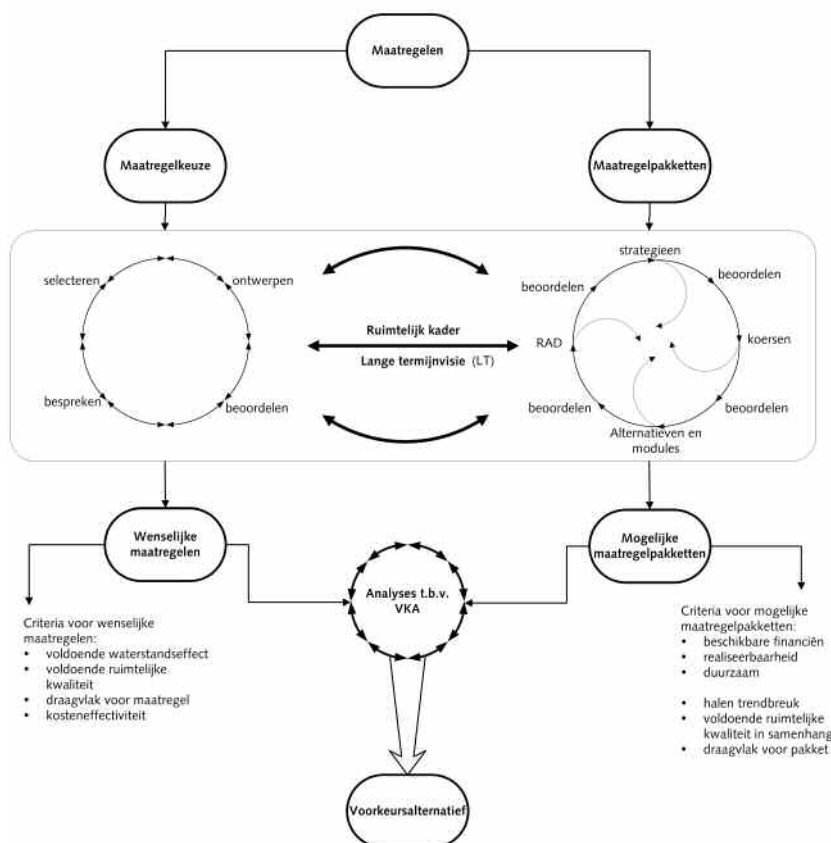 Maatregelen
Maatregelkeuze
Maatregelpakketten
selecteren
ontwerpen
bespreken
beoordelen
Ruimtelijk kader
Lange termijnvisie (LT)
strategieen
beoordelen
beoordelen
RAD
koersen
beoordelen
beoordelen
Alternatieven en
modules
Wenselijke
maatregelen
Analyses t.b.v.
VKA
Mogelijke
maatregelpakketten
Criteria voor wenselijke
maatregelen:
• voldoende waterstandseffect
• voldoende ruimtelijke
kwaliteit
• draagvlak voor maatregel
• kosteneffectiviteit
Criteria voor mogelijke
maatregelpakketten:
• beschikbare financiën
• realiseerbaarheid
• duurzaam
• halen trendbreuk
• voldoende ruimtelijke
kwaliteit in samenhang
• draagvlak voor pakket
Voorkeursalternatief